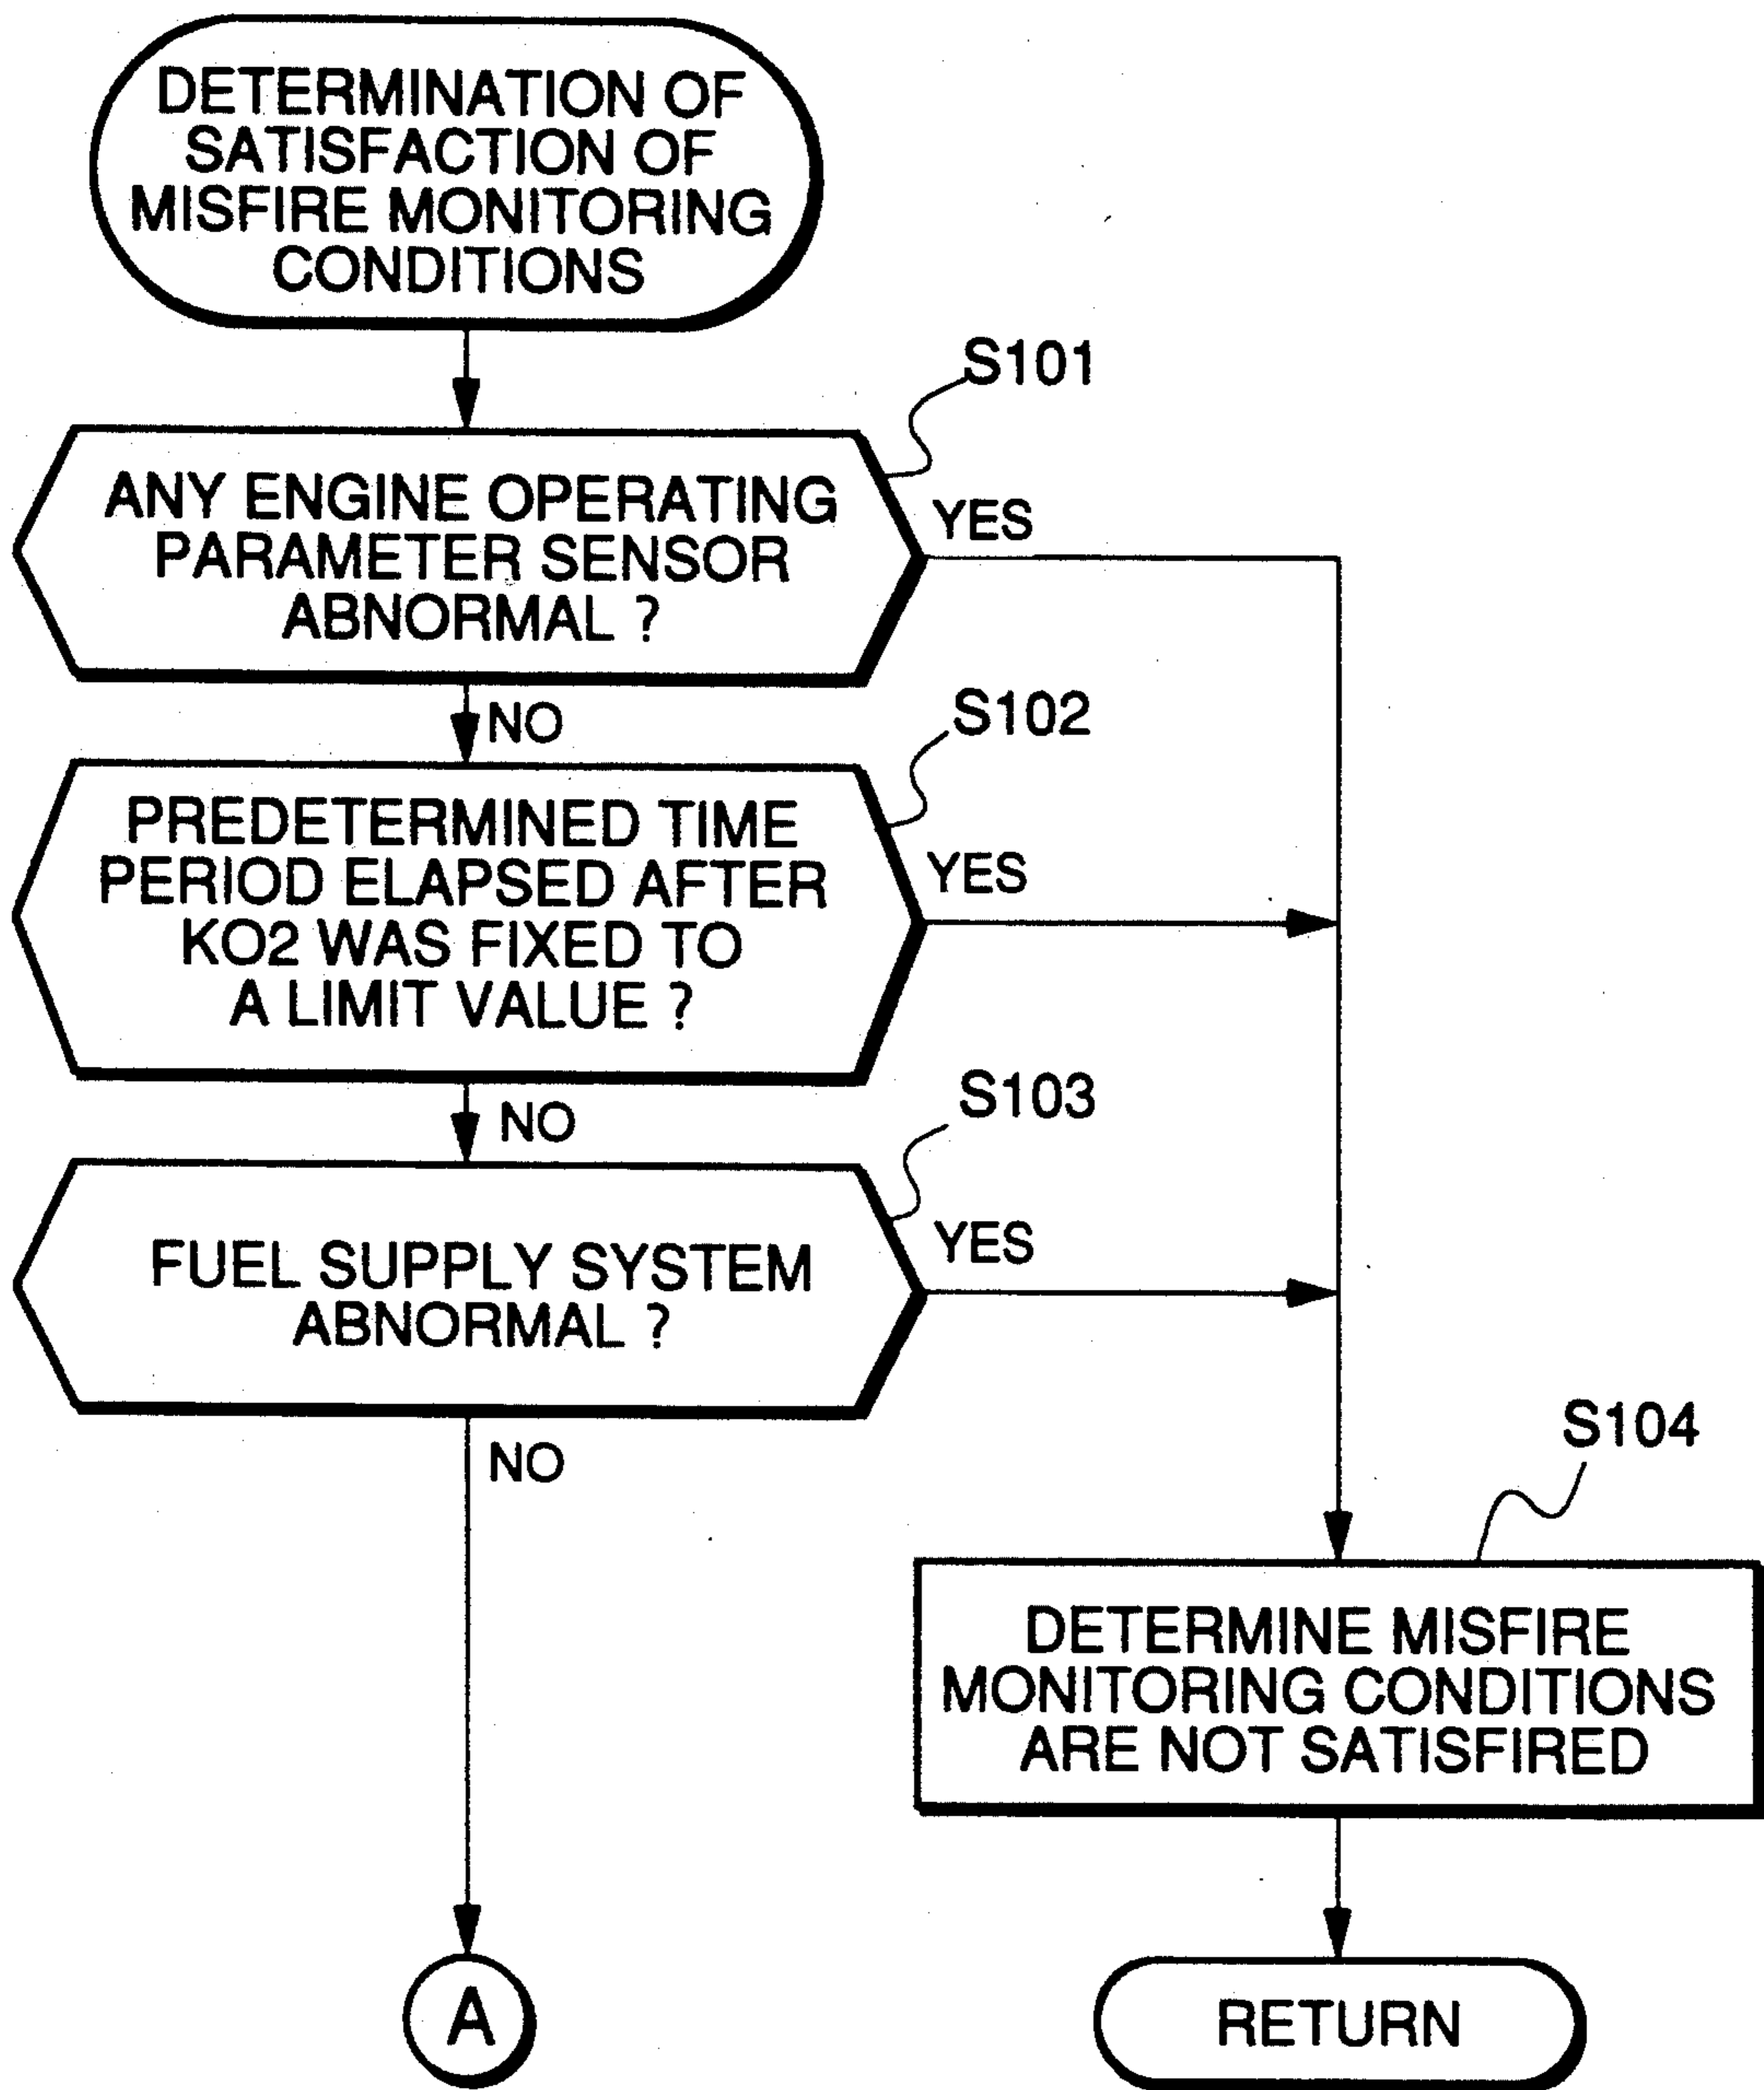 DETERMINATION OF
SATISFACTION OF
MISFIRE MONITORING
CONDITIONS
S101
ANY ENGINE OPERATING
PARAMETER SENSOR
ABNORMAL ?
YES
NO
S102
PREDETERMINED TIME
PERIOD ELAPSED AFTER
KO2 WAS FIXED TO
A LIMIT VALUE ?
YES
NO
S103
FUEL SUPPLY SYSTEM
ABNORMAL ?
YES
NO
S104
DETERMINE MISFIRE
MONITORING CONDITIONS
ARE NOT SATISFIRED
A
RETURN